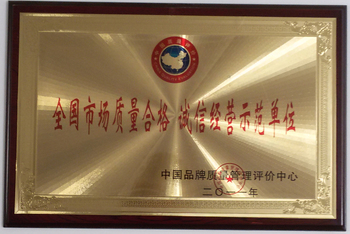 全国市场质量合格 诚信经营示范单位
中国品牌质量管理评价中心
二〇一一年